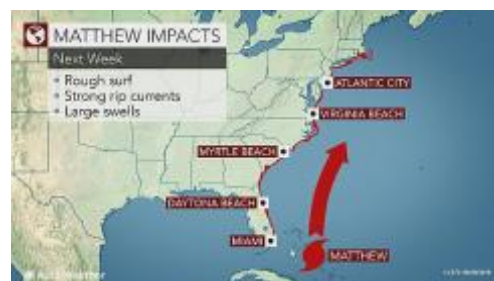 MATTHEW IMPACTS
Next Week
• Rough surf
• Strong rip currents
• Large swells
ATLANTIC CITY
VIRGINIA BEACH
MYRTLE BEACH
DAYTONA BEACH
MIAMI
MATTHEW
AccuWeather